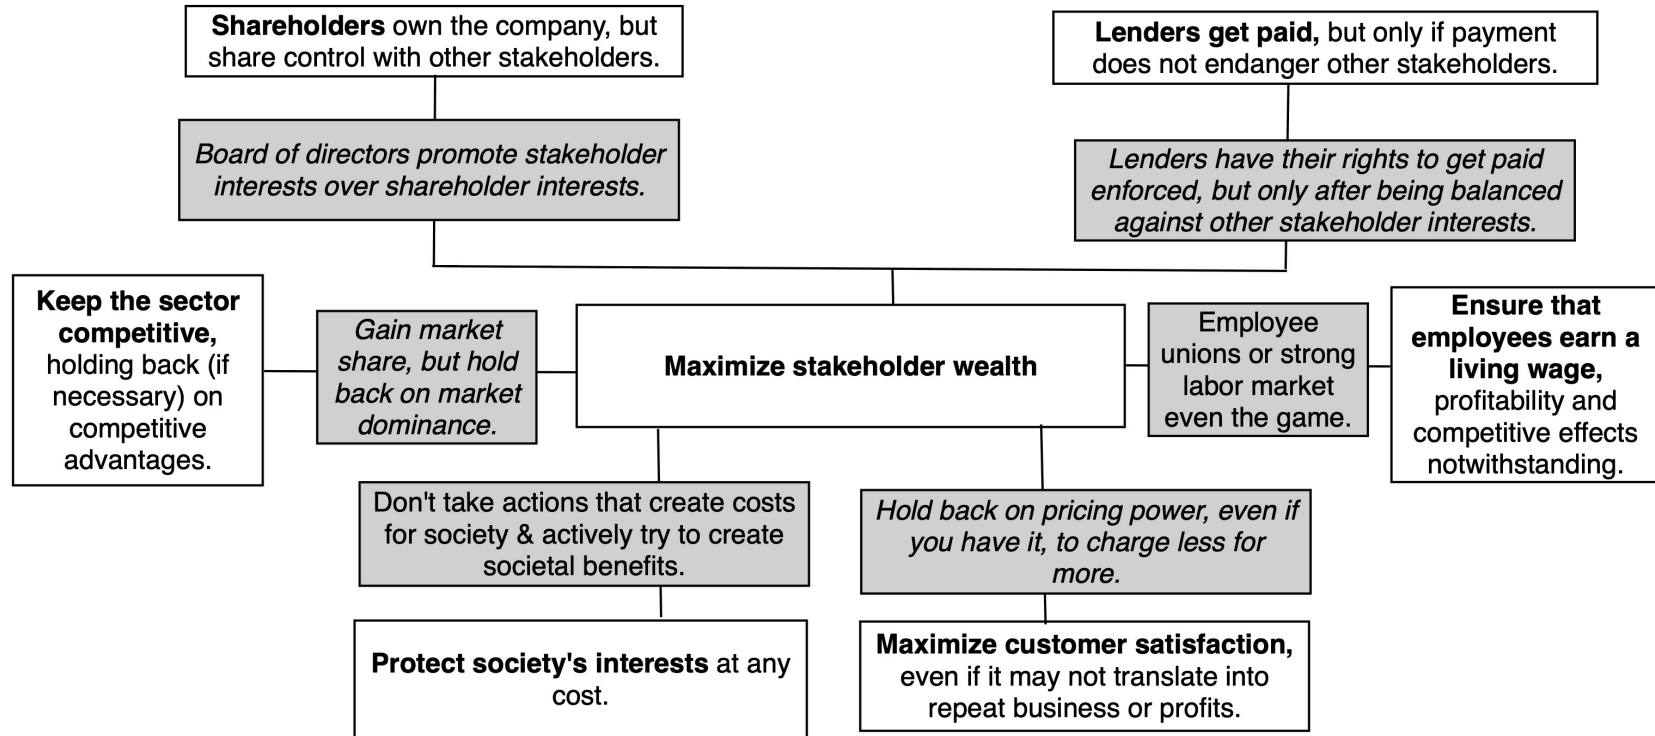 Shareholders own the company, but
share control with other stakeholders.
Lenders get paid, but only if payment
does not endanger other stakeholders.
Board of directors promote stakeholder
interests over shareholder interests.
Lenders have their rights to get paid
enforced, but only after being balanced
against other stakeholder interests.
Keep the sector
competitive,
holding back (if
necessary) on
competitive
advantages.
Gain market
share, but hold
back on market
dominance.
Maximize stakeholder wealth
Employee
unions or strong
labor market
even the game.
Ensure that
employees earn a
living wage,
profitability and
competitive effects
notwithstanding.
Don't take actions that create costs
for society & actively try to create
societal benefits.
Hold back on pricing power, even if
you have it, to charge less for
more.
Protect society's interests at any
cost.
Maximize customer satisfaction,
even if it may not translate into
repeat business or profits.